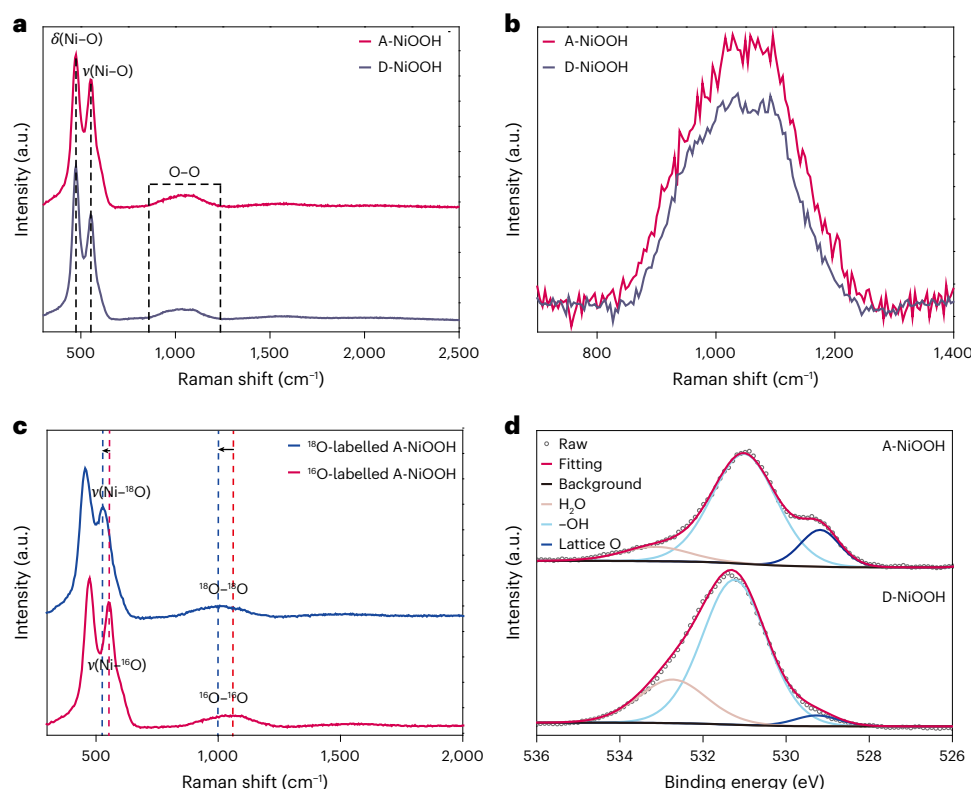 a
δ(Ni–O)
ν(Ni–O)
A-NiOOH
D-NiOOH
O–O
Intensity (a.u.)
500 1,000 1,500 2,000 2,500
Raman shift (cm⁻¹)
b
A-NiOOH
D-NiOOH
Intensity (a.u.)
800 1,000 1,200 1,400
Raman shift (cm⁻¹)
c
¹⁸O-labelled A-NiOOH
¹⁶O-labelled A-NiOOH
ν(Ni–¹⁸O)
¹⁸O–¹⁸O
ν(Ni–¹⁶O)
¹⁶O–¹⁶O
Intensity (a.u.)
500 1,000 1,500 2,000
Raman shift (cm⁻¹)
d
Raw
Fitting
Background
H₂O
–OH
Lattice O
A-NiOOH
D-NiOOH
Intensity (a.u.)
536 534 532 530 528 526
Binding energy (eV)